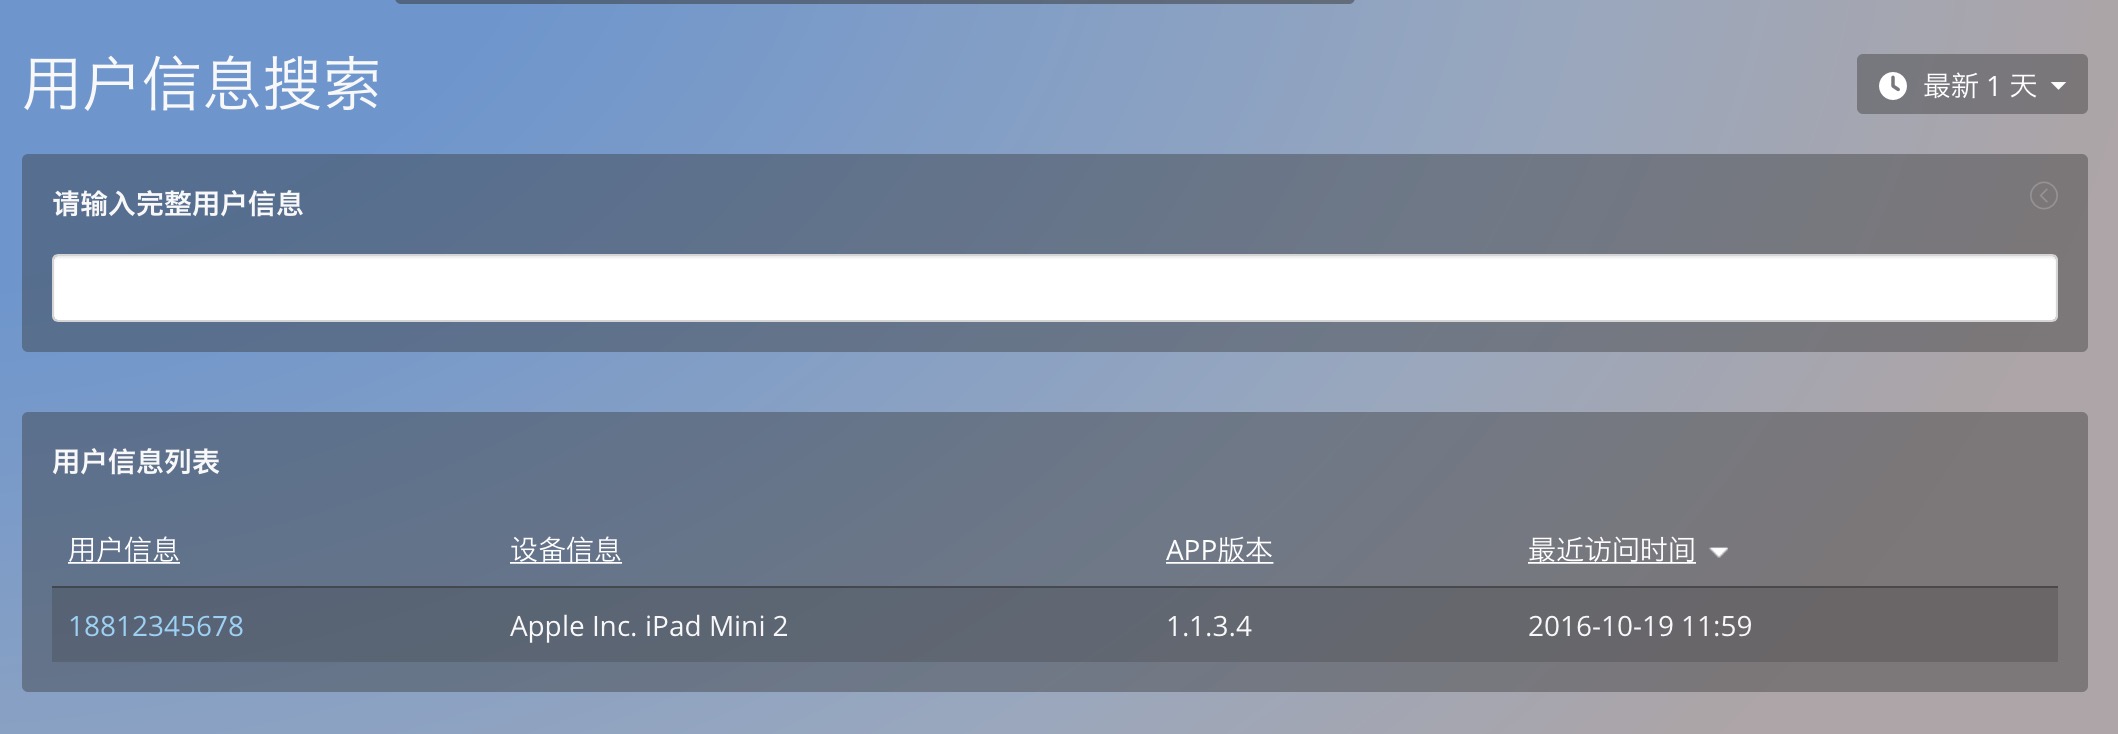 用户信息搜索
最新 1 天
请输入完整用户信息
用户信息列表
用户信息 设备信息 APP版本 最近访问时间
18812345678 Apple Inc. iPad Mini 2 1.1.3.4 2016-10-19 11:59